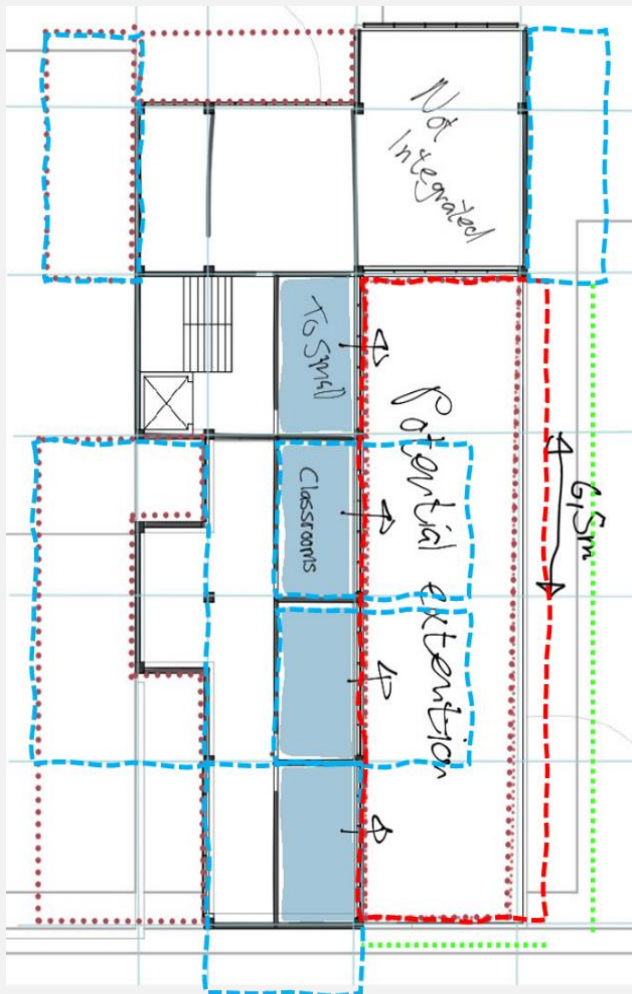 Not
Integrated
To Small
Classrooms
Potential extention
6,5m